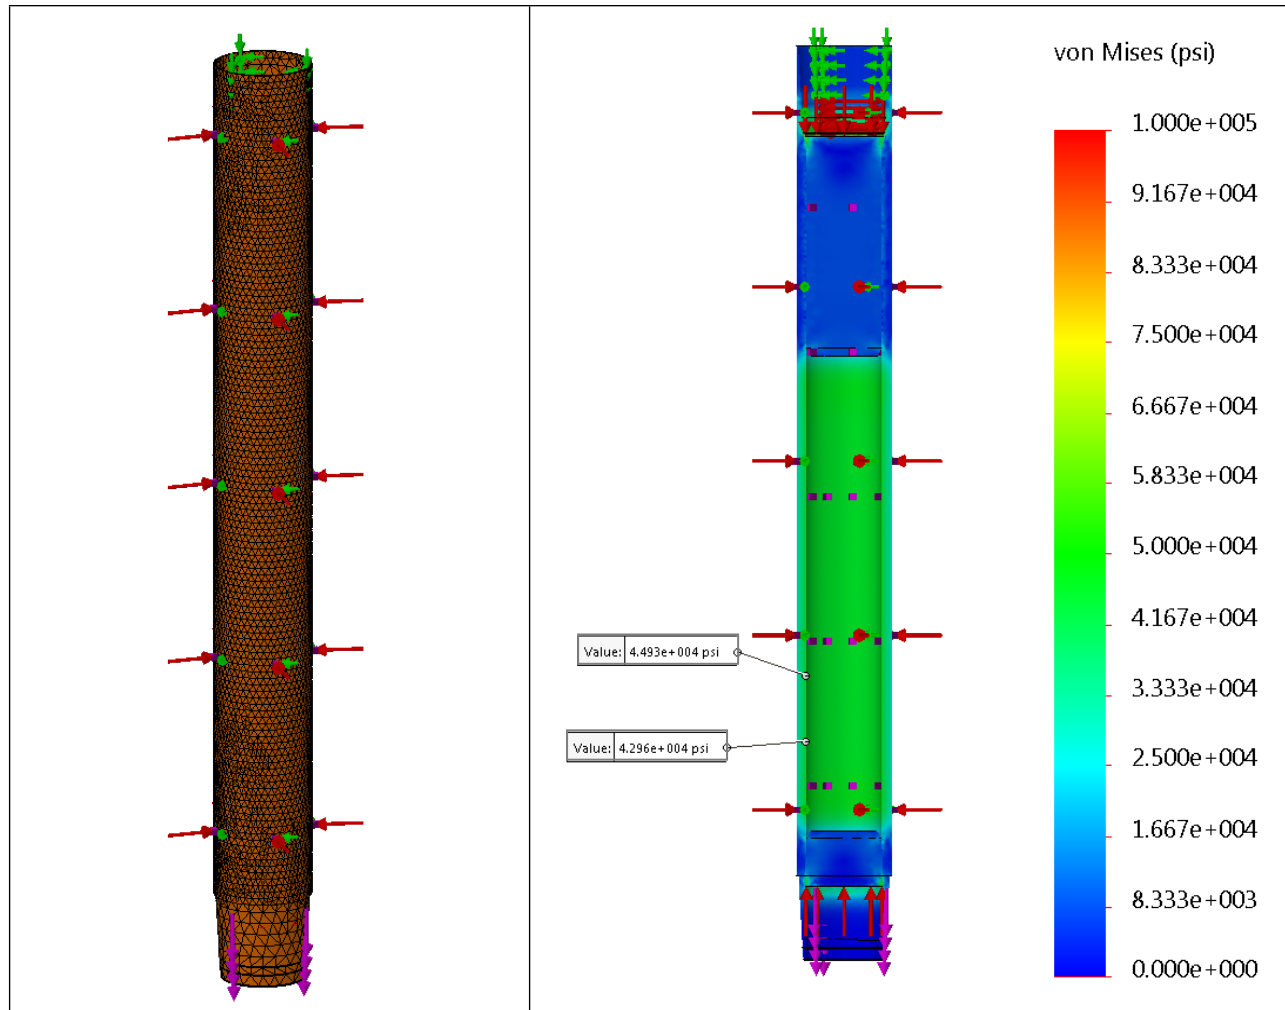 von Mises (psi)
1.000e+005
9.167e+004
8.333e+004
7.500e+004
6.667e+004
5.833e+004
5.000e+004
4.167e+004
3.333e+004
2.500e+004
1.667e+004
8.333e+003
0.000e+000
Value: 4.493e+004 psi
Value: 4.296e+004 psi